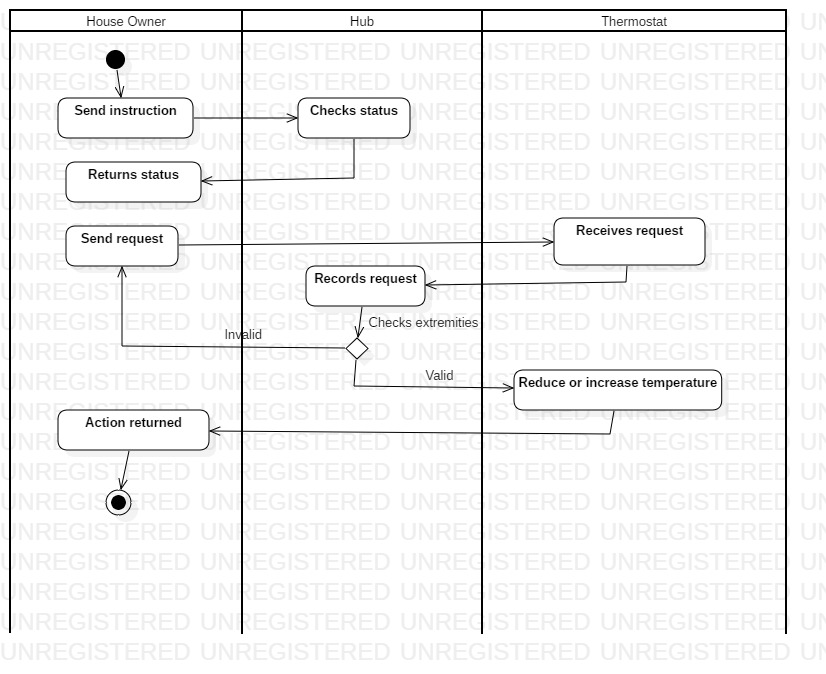 House Owner
Hub
Thermostat
Send instruction
Checks status
Returns status
Send request
Receives request
Records request
Checks extremities
Invalid
Valid
Reduce or increase temperature
Action returned
UNREGISTERED UNREGISTERED UNREGISTERED UNREGISTERED